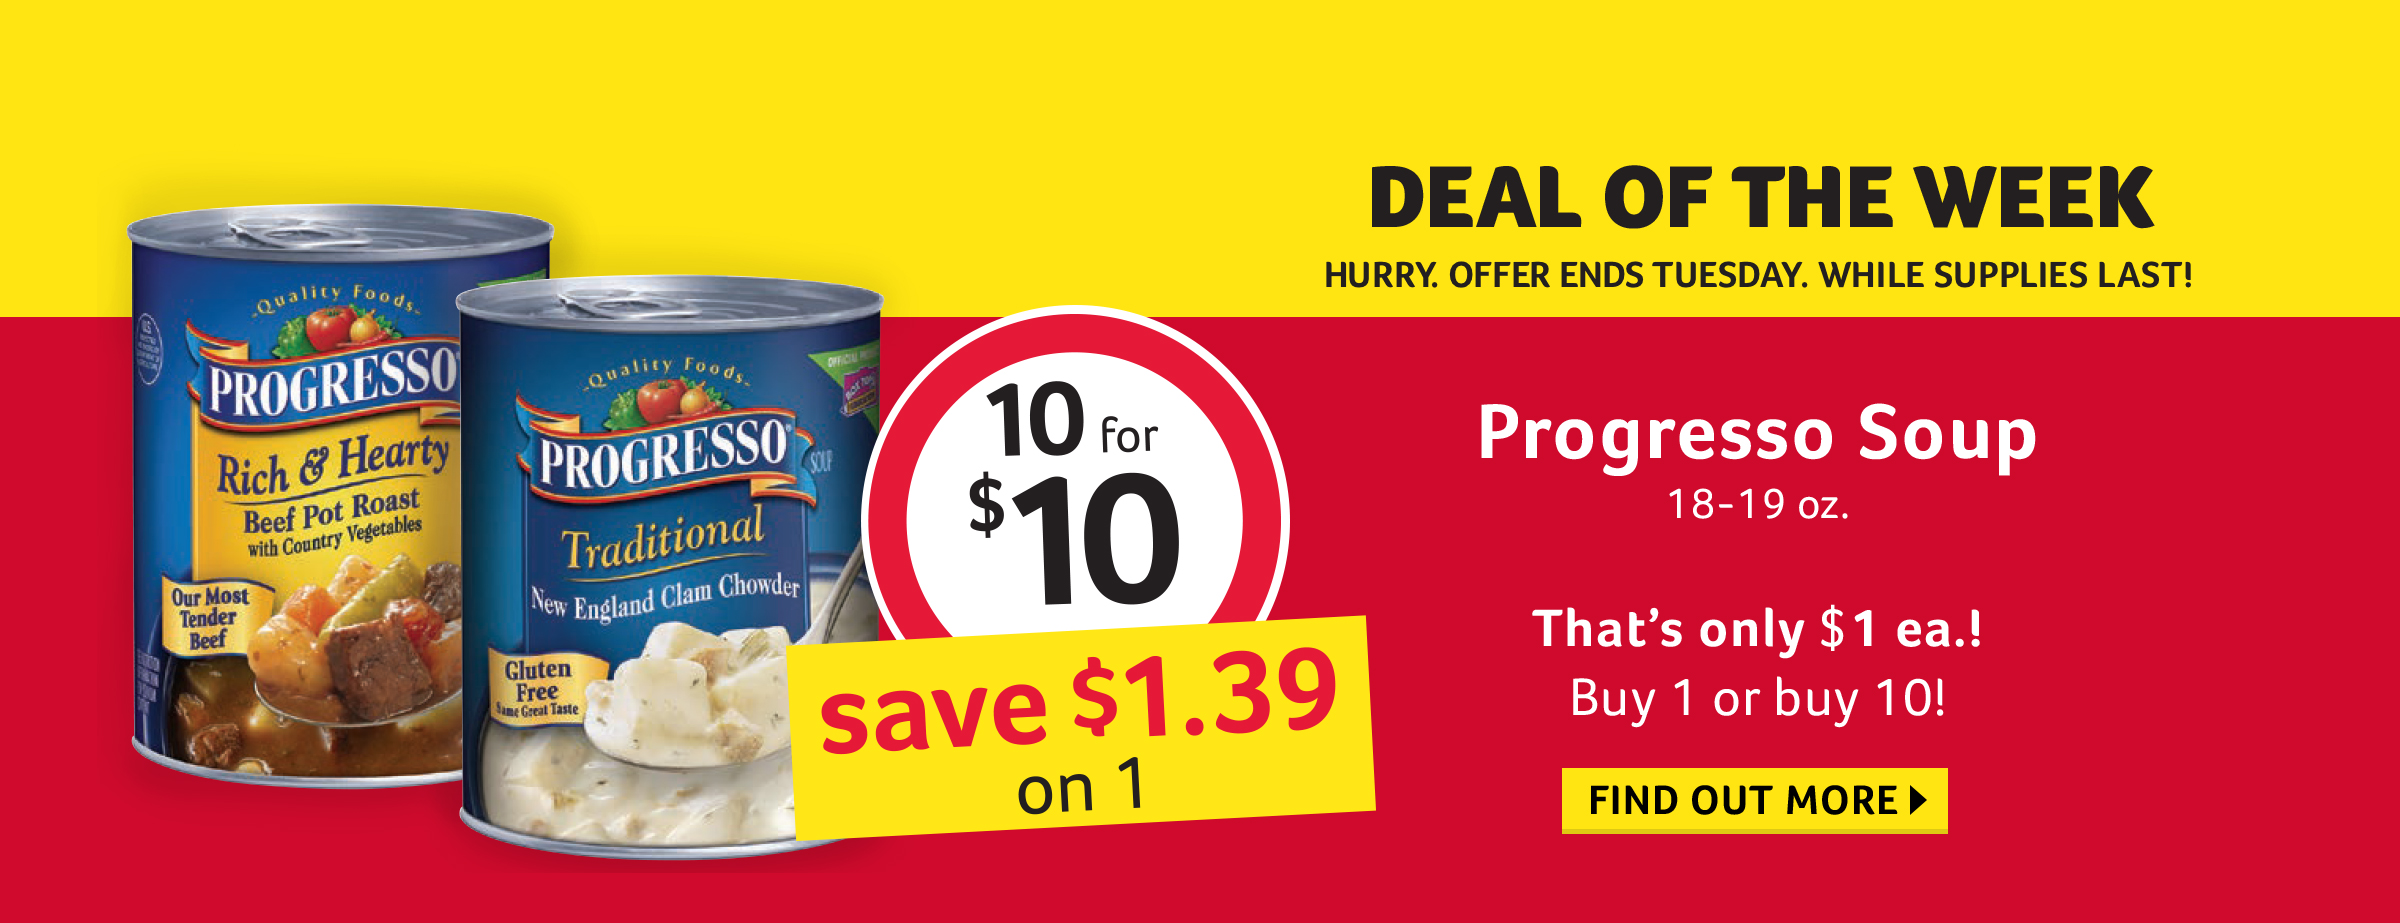 DEAL OF THE WEEK
HURRY. OFFER ENDS TUESDAY. WHILE SUPPLIES LAST!
Quality Foods
PROGRESSO
Rich & Hearty
Beef Pot Roast
with Country Vegetables
Our Most
Tender
Beef
Quality Foods
PROGRESSO
SOUP
Traditional
New England Clam Chowder
Gluten
Free
Same Great Taste
OFFICIAL
BOX TOPS
10 for
$10
save $1.39
on 1
Progresso Soup
18-19 oz.
That's only $1 ea.!
Buy 1 or buy 10!
FIND OUT MORE